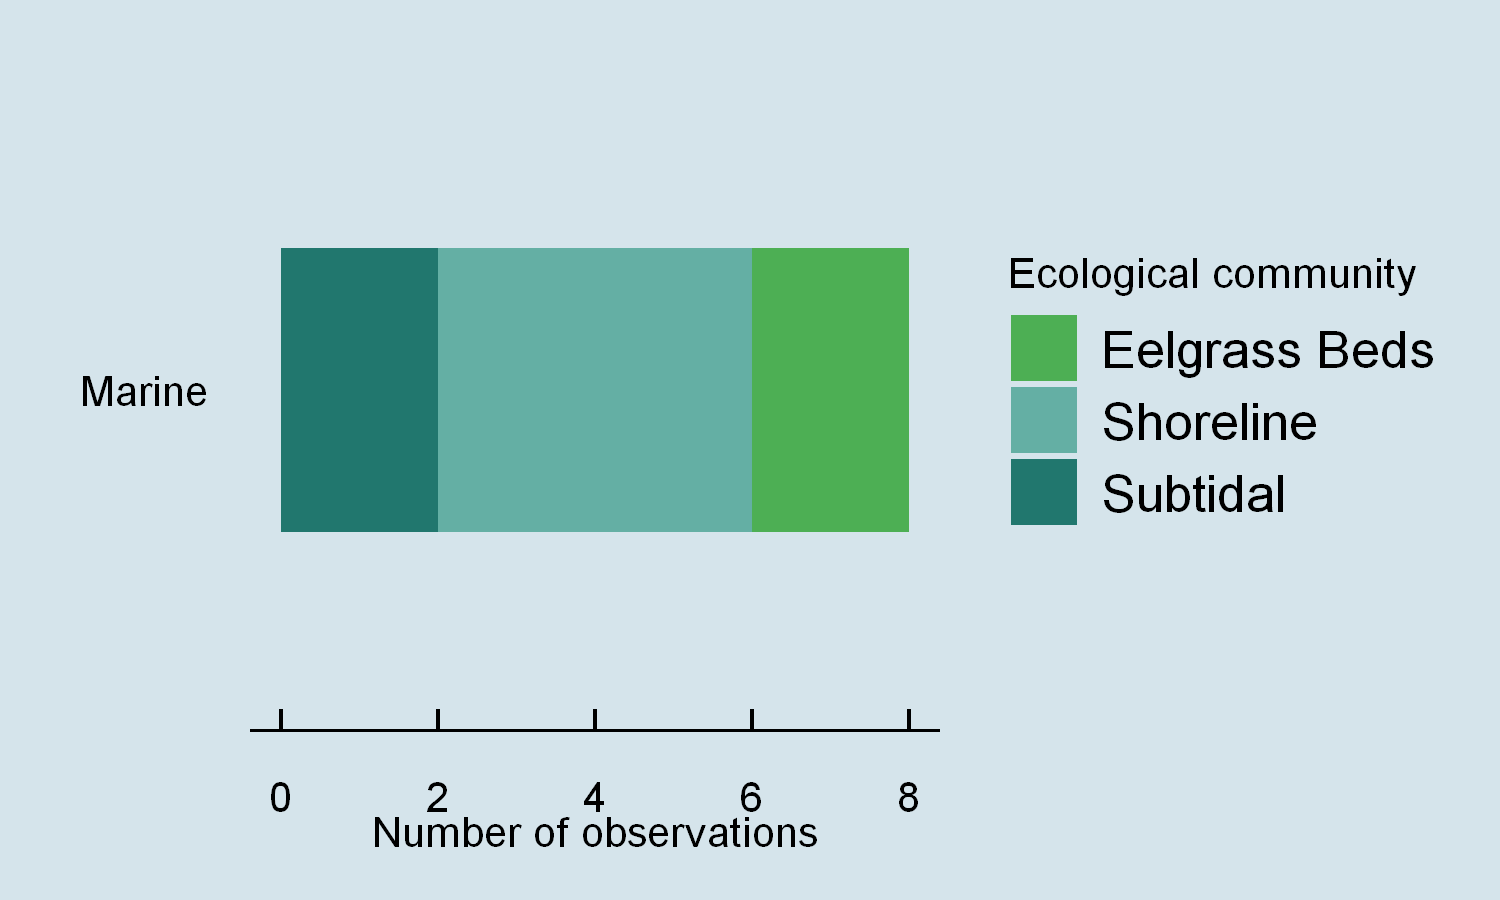 Marine
Ecological community
Eelgrass Beds
Shoreline
Subtidal
0 2 4 6 8
Number of observations